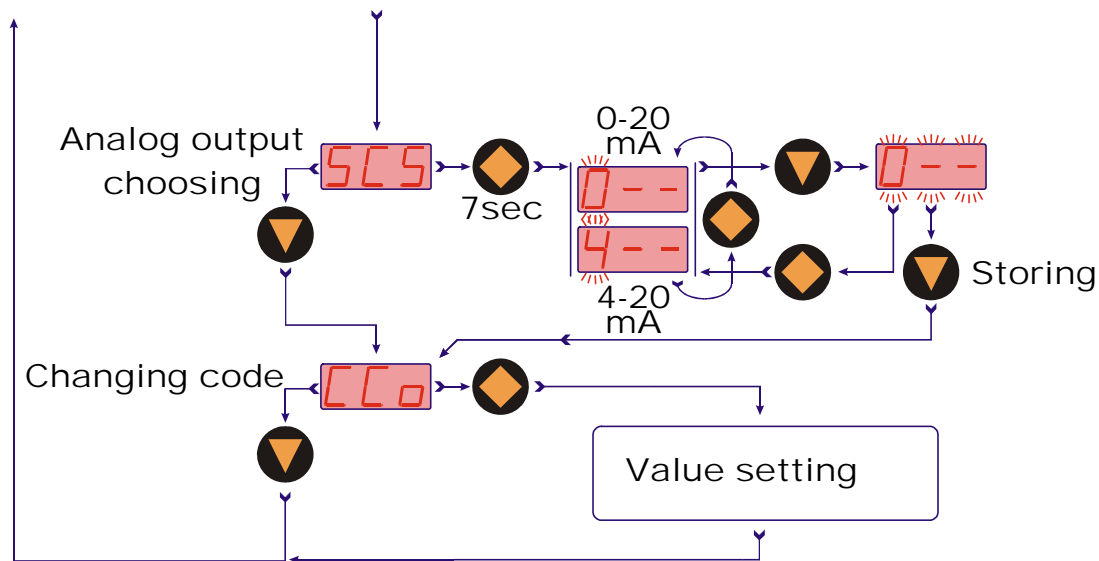 0-20
mA
Analog output
choosing
SCS
7sec
0--
0--
4--
Storing
4-20
mA
Changing code
CCo
Value setting